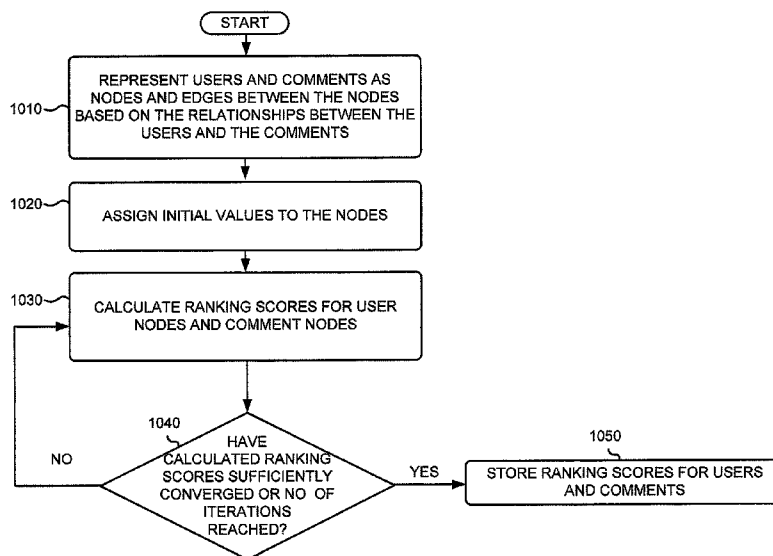 START
1010
REPRESENT USERS AND COMMENTS AS
NODES AND EDGES BETWEEN THE NODES
BASED ON THE RELATIONSHIPS BETWEEN THE
USERS AND THE COMMENTS
1020
ASSIGN INITIAL VALUES TO THE NODES
1030
CALCULATE RANKING SCORES FOR USER
NODES AND COMMENT NODES
1040
HAVE
CALCULATED RANKING
SCORES SUFFICIENTLY
CONVERGED OR NO OF
ITERATIONS
REACHED?
NO
YES
1050
STORE RANKING SCORES FOR USERS
AND COMMENTS